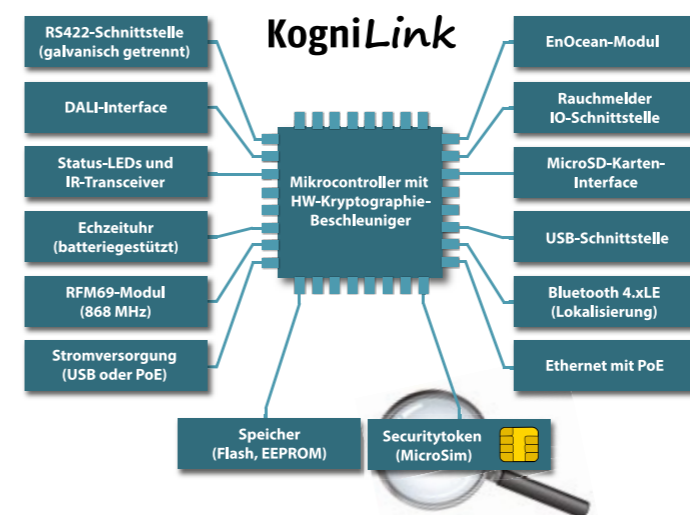 KogniLink
RS422-Schnittstelle
(galvanisch getrennt)
DALI-Interface
Status-LEDs und
IR-Transceiver
Echzeituhr
(batteriegestützt)
RFM69-Modul
(868 MHz)
Stromversorgung
(USB oder PoE)
Mikrocontroller mit
HW-Kryptographie-
Beschleuniger
EnOcean-Modul
Rauchmelder
IO-Schnittstelle
MicroSD-Karten-
Interface
USB-Schnittstelle
Bluetooth 4.xLE
(Lokalisierung)
Ethernet mit PoE
Speicher
(Flash, EEPROM)
Securitytoken
(MicroSim)